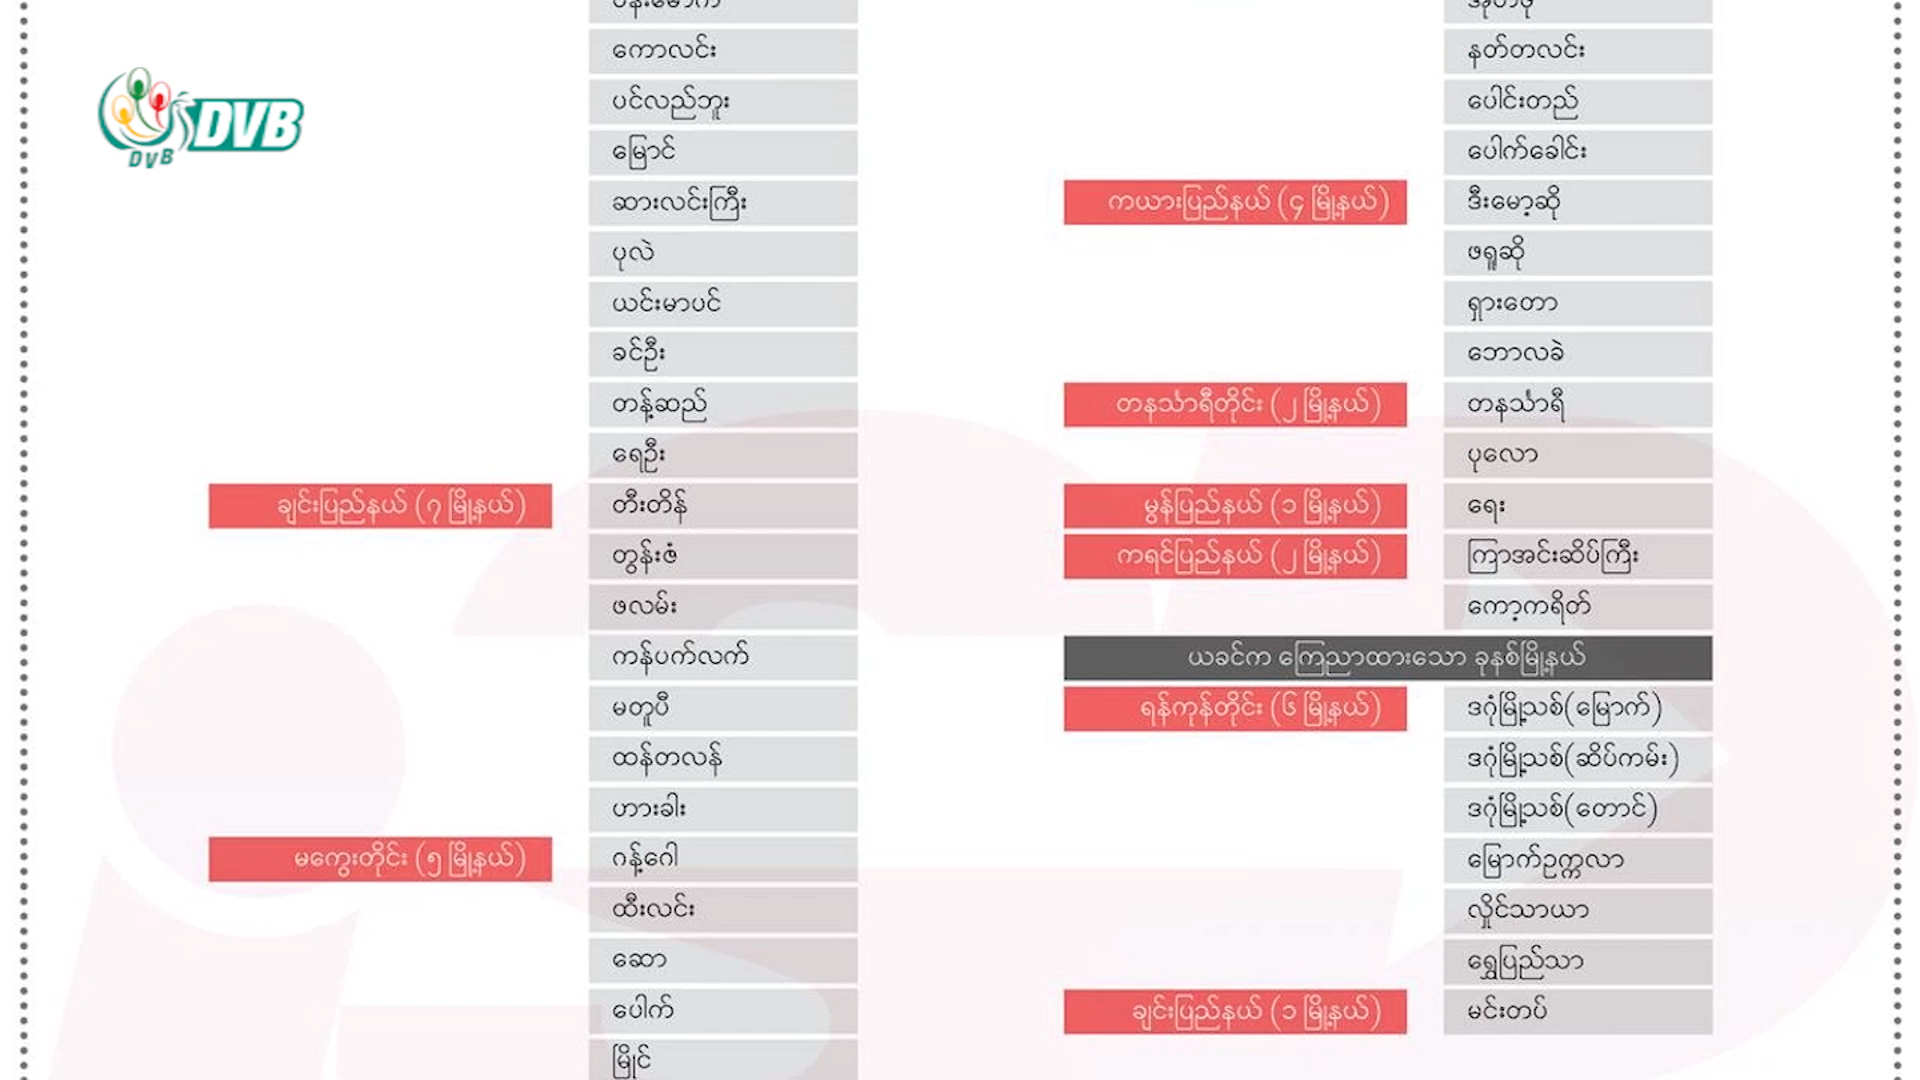 DVB
DVB
ကောလင်း
ပင်လည်ဘူး
မြောင်
ဆားလင်းကြီး
ပုလဲ
ယင်းမာပင်
ခင်ဦး
တန့်ဆည်
ရေဦး
ချင်းပြည်နယ် (၇ မြို့နယ်)
တီးတိန်
တွန်းဇံ
ဖလမ်း
ကန်ပက်လက်
မတူပီ
ထန်တလန်
ဟားခါး
မကွေးတိုင်း (၅ မြို့နယ်)
ဂန့်ဂေါ
ထီးလင်း
ဆော
ပေါက်
မြိုင်
နတ်တလင်း
ပေါင်းတည်
ပေါက်ခေါင်း
ကယားပြည်နယ် (၄ မြို့နယ်)
ဒီးမော့ဆို
ဖရူဆို
ရှားတော
ဘောလခဲ
တနင်္သာရီတိုင်း (၂ မြို့နယ်)
တနင်္သာရီ
ပုလော
မွန်ပြည်နယ် (၁ မြို့နယ်)
ရေး
ကရင်ပြည်နယ် (၂ မြို့နယ်)
ကြာအင်းဆိပ်ကြီး
ကော့ကရိတ်
ယခင်က ကြေညာထားသော ခုနစ်မြို့နယ်
ရန်ကုန်တိုင်း (၆ မြို့နယ်)
ဒဂုံမြို့သစ်(မြောက်)
ဒဂုံမြို့သစ်(ဆိပ်ကမ်း)
ဒဂုံမြို့သစ်(တောင်)
မြောက်ဥက္ကလာ
လှိုင်သာယာ
ရွှေပြည်သာ
ချင်းပြည်နယ် (၁ မြို့နယ်)
မင်းတပ်